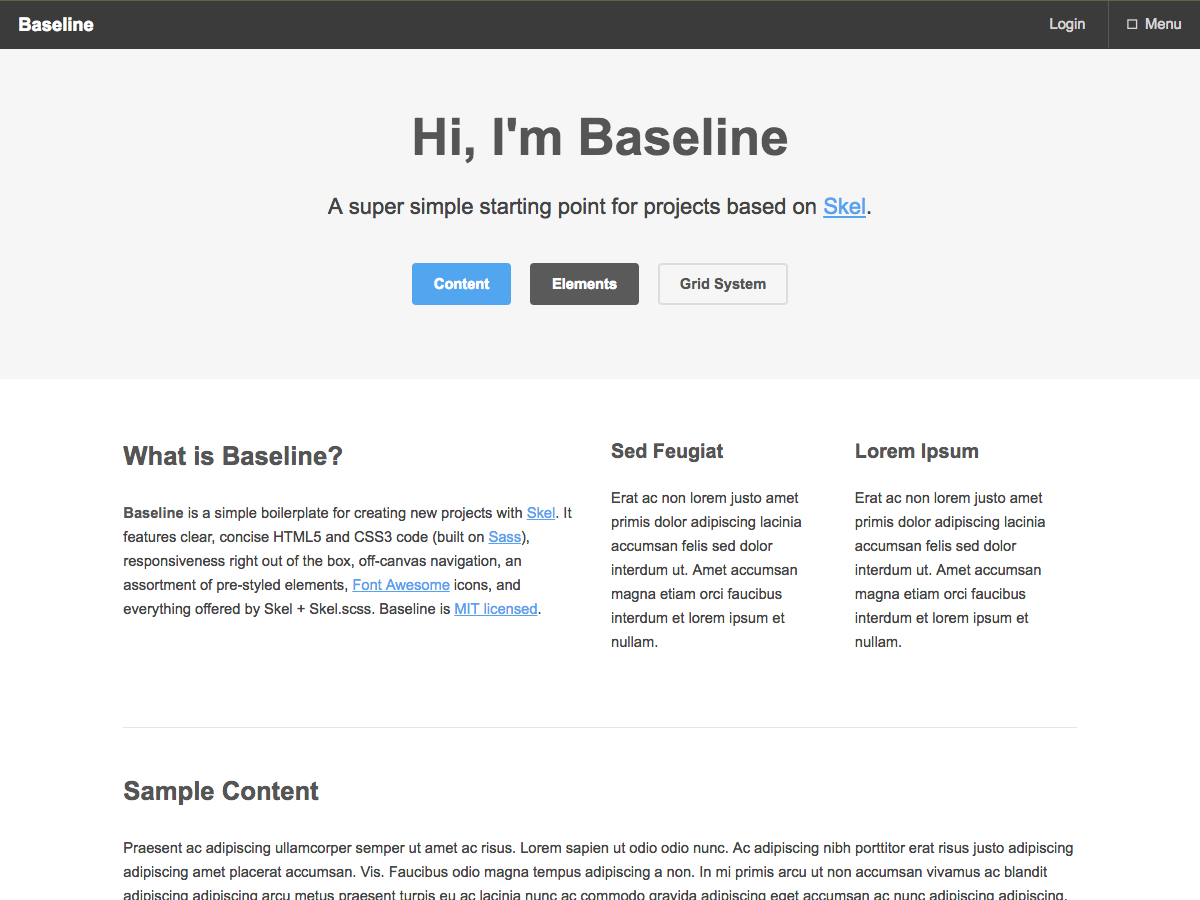 Baseline
Login
Menu
Hi, I'm Baseline
A super simple starting point for projects based on Skel.
Content
Elements
Grid System
What is Baseline?
Baseline is a simple boilerplate for creating new projects with Skel. It
features clear, concise HTML5 and CSS3 code (built on Sass),
responsiveness right out of the box, off-canvas navigation, an
assortment of pre-styled elements, Font Awesome icons, and
everything offered by Skel + Skel.scss. Baseline is MIT licensed.
Sed Feugiat
Erat ac non lorem justo amet
primis dolor adipiscing lacinia
accumsan felis sed dolor
interdum ut. Amet accumsan
magna etiam orci faucibus
interdum et lorem ipsum et
nullam.
Lorem Ipsum
Erat ac non lorem justo amet
primis dolor adipiscing lacinia
accumsan felis sed dolor
interdum ut. Amet accumsan
magna etiam orci faucibus
interdum et lorem ipsum et
nullam.
Sample Content
Praesent ac adipiscing ullamcorper semper ut amet ac risus. Lorem sapien ut odio odio nunc. Ac adipiscing nibh porttitor erat risus justo adipiscing
adipiscing amet placerat accumsan. Vis. Faucibus odio magna tempus adipiscing a non. In mi primis arcu ut non accumsan vivamus ac blandit
adipiscing adipiscing arcu metus praesent turpis eu ac lacinia nunc ac commodo gravida adipiscing eget accumsan ac nunc adipiscing adipiscing.